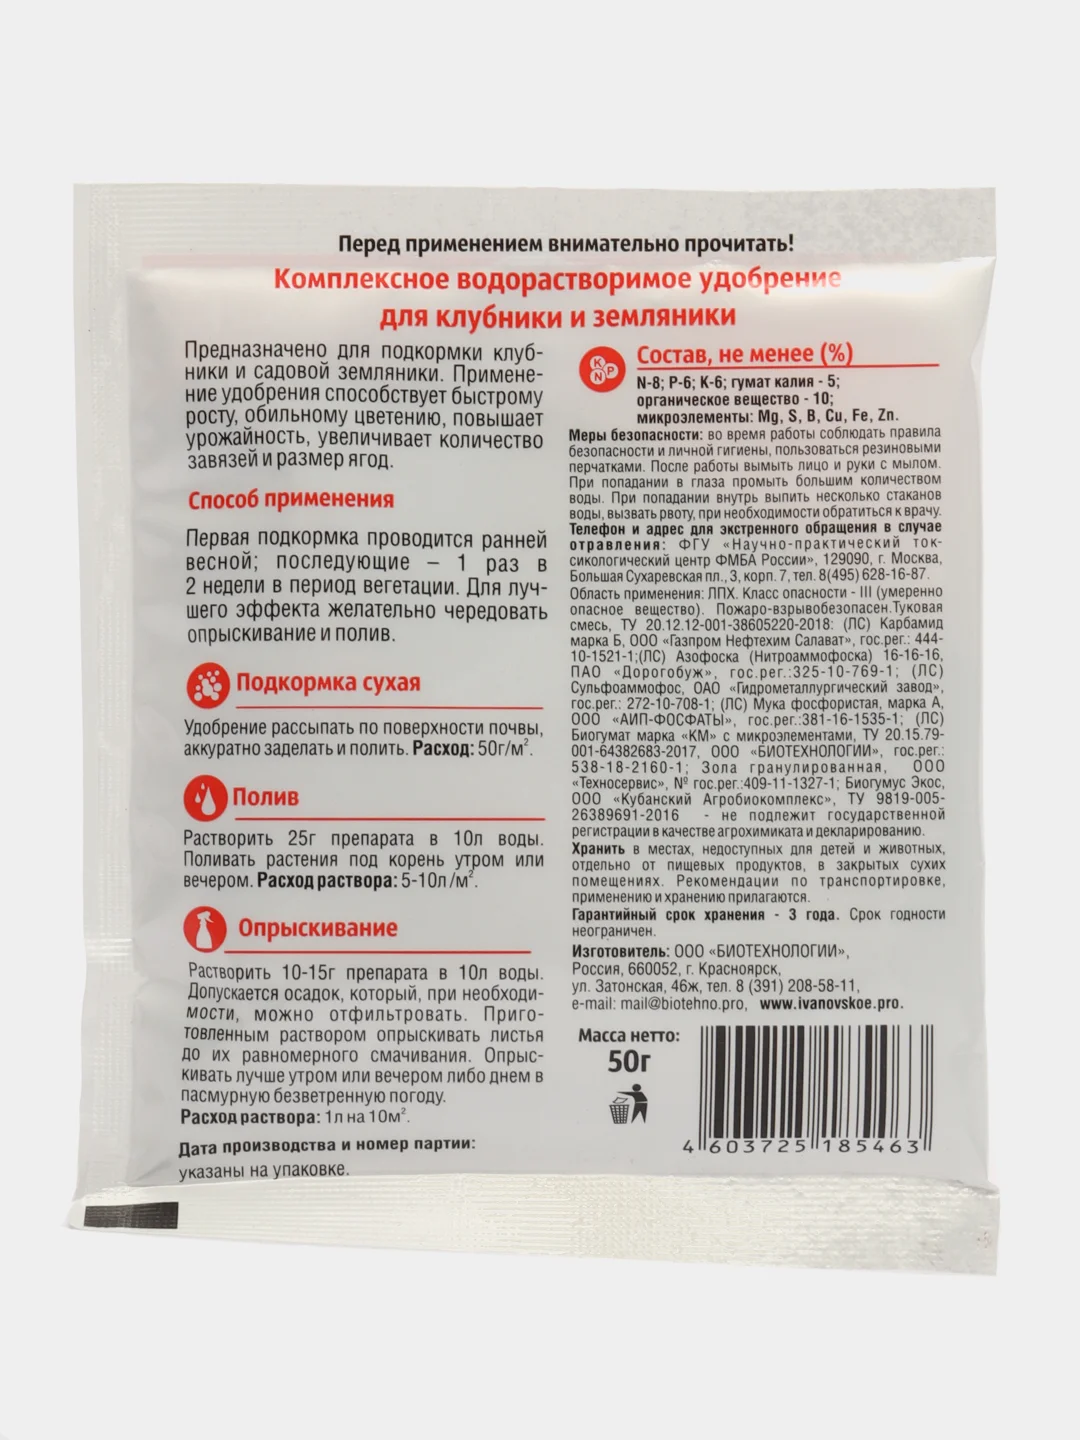 Перед применением внимательно прочитать!
Комплексное водорастворимое удобрение
для клубники и земляники
Предназначено для подкормки клуб-
ники и садовой земляники. Примене-
ние удобрения способствует быстрому
росту, обильному цветению, повышает
урожайность, увеличивает количество
завязей и размер ягод.
Способ применения
Первая подкормка проводится ранней
весной; последующие – 1 раз в
2 недели в период вегетации. Для луч-
шего эффекта желательно чередовать
опрыскивание и полив.
Подкормка сухая
Удобрение рассыпать по поверхности почвы,
аккуратно заделать и полить. Расход: 50г/м².
Полив
Растворить 25г препарата в 10л воды.
Поливать растения под корень утром или
вечером. Расход раствора: 5-10л/м².
Опрыскивание
Растворить 10-15г препарата в 10л воды.
Допускается осадок, который, при необходи-
мости, можно отфильтровать. Приго-
товленным раствором опрыскивать листья
до их равномерного смачивания. Опрыс-
кивать лучше утром или вечером либо днем в
пасмурную безветренную погоду.
Расход раствора: 1л на 10м².
Дата производства и номер партии:
указаны на упаковке.
K
P
N
Состав, не менее (%)
N-8; P-6; K-6; гумат калия - 5;
органическое вещество - 10;
микроэлементы: Mg, S, B, Cu, Fe, Zn.
Меры безопасности: во время работы соблюдать правила
безопасности и личной гигиены, пользоваться резиновыми
перчатками. После работы вымыть лицо и руки с мылом.
При попадании в глаза промыть большим количеством
воды. При попадании внутрь выпить несколько стаканов
воды, вызвать рвоту, при необходимости обратиться к врачу.
Телефон и адрес для экстренного обращения в случае
отравления: ФГУ «Научно-практический ток-
сикологический центр ФМБА России», 129090, г. Москва,
Большая Сухаревская пл., 3, корп. 7, тел. 8(495) 628-16-87.
Область применения: ЛПХ. Класс опасности - III (умеренно
опасное вещество). Пожаро-взрывобезопасен.Туковая
смесь, ТУ 20.12.12-001-38605220-2018: (ЛС) Карбамид
марка Б, ООО «Газпром Нефтехим Салават», гос.рег.: 444-
10-1521-1;(ЛС) Азофоска (Нитроаммофоска) 16-16-16,
ПАО «Дорогобуж», гос.рег.:325-10-769-1; (ЛС)
Сульфоаммофос, ОАО «Гидрометаллургический завод»,
гос.рег.: 272-10-708-1; (ЛС) Мука фосфористая, марка А,
ООО «АИП-ФОСФАТЫ», гос.рег.:381-16-1535-1; (ЛС)
Биогумат марка «КМ» с микроэлементами, ТУ 20.15.79-
001-64382683-2017, ООО «БИОТЕХНОЛОГИИ», гос.рег.:
538-18-2160-1; Зола гранулированная, ООО
«Техносервис», № гос.рег.:409-11-1327-1; Биогумус Экос,
ООО «Кубанский Агробиокомплекс», ТУ 9819-005-
26389691-2016 - не подлежит государственной
регистрации в качестве агрохимиката и декларированию.
Хранить в местах, недоступных для детей и животных,
отдельно от пищевых продуктов, в закрытых сухих
помещениях. Рекомендации по транспортировке,
применению и хранению прилагаются.
Гарантийный срок хранения - 3 года. Срок годности
неограничен.
Изготовитель: ООО «БИОТЕХНОЛОГИИ»,
Россия, 660052, г. Красноярск,
ул. Затонская, 46ж, тел. 8 (391) 208-58-11,
e-mail: mail@biotehno.pro, www.ivanovskoe.pro.
Масса нетто:
50г
4 603725 185463